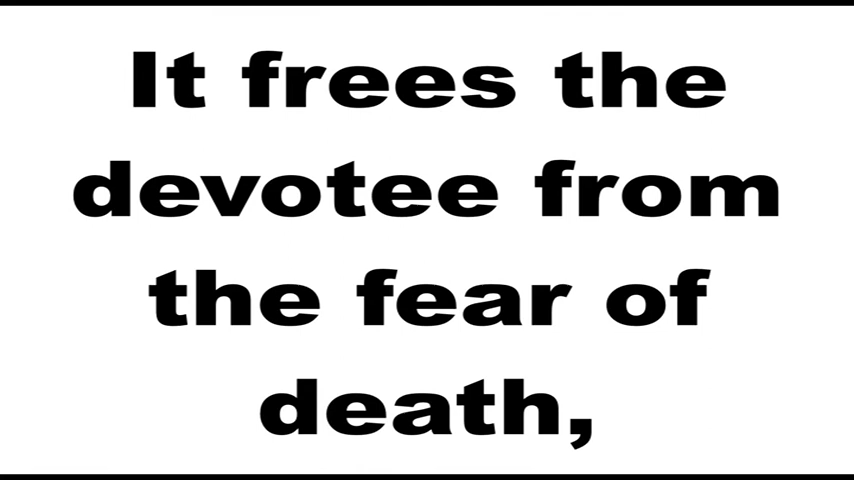 It frees the
devotee from
the fear of
death,